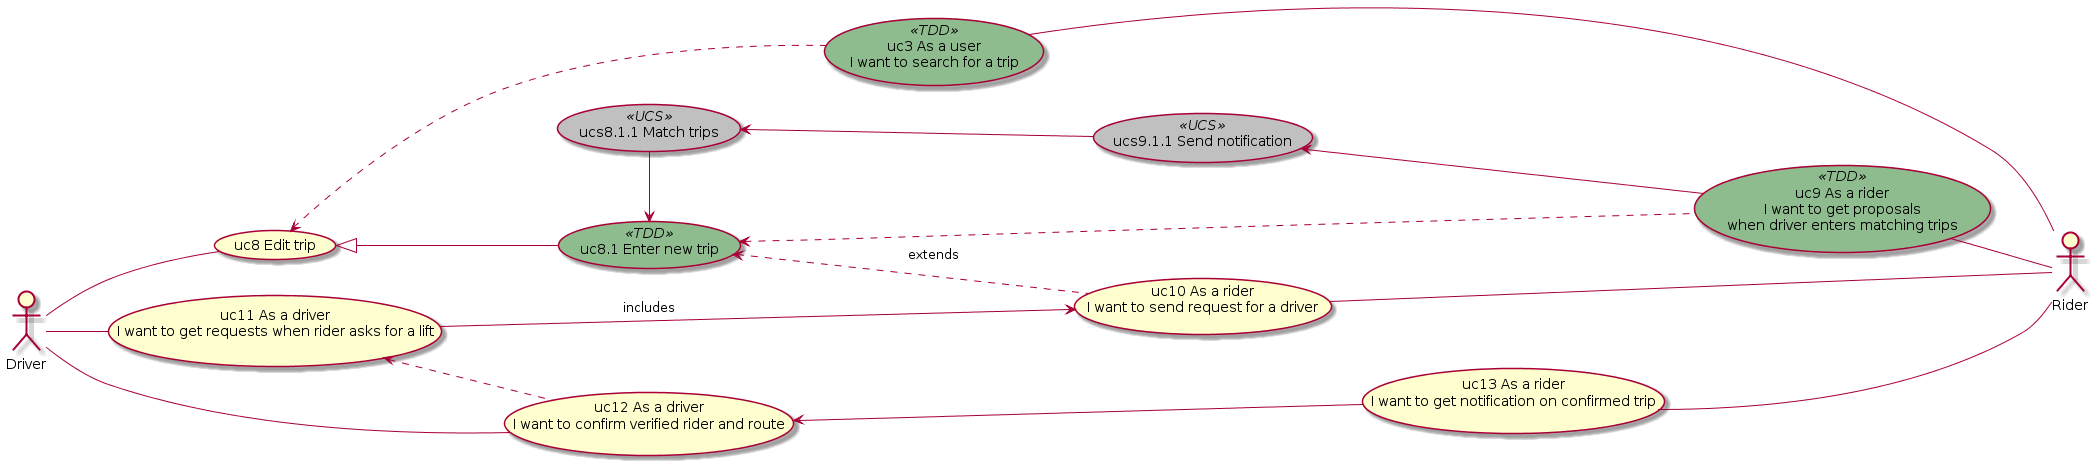 «TDD»
uc3 As a user
I want to search for a trip
«UCS»
ucs8.1.1 Match trips
«UCS»
ucs9.1.1 Send notification
«TDD»
uc9 As a rider
I want to get proposals
when driver enters matching trips
uc8 Edit trip
«TDD»
uc8.1 Enter new trip
extends
uc10 As a rider
I want to send request for a driver
Rider
includes
uc11 As a driver
I want to get requests when rider asks for a lift
Driver
uc12 As a driver
I want to confirm verified rider and route
uc13 As a rider
I want to get notification on confirmed trip